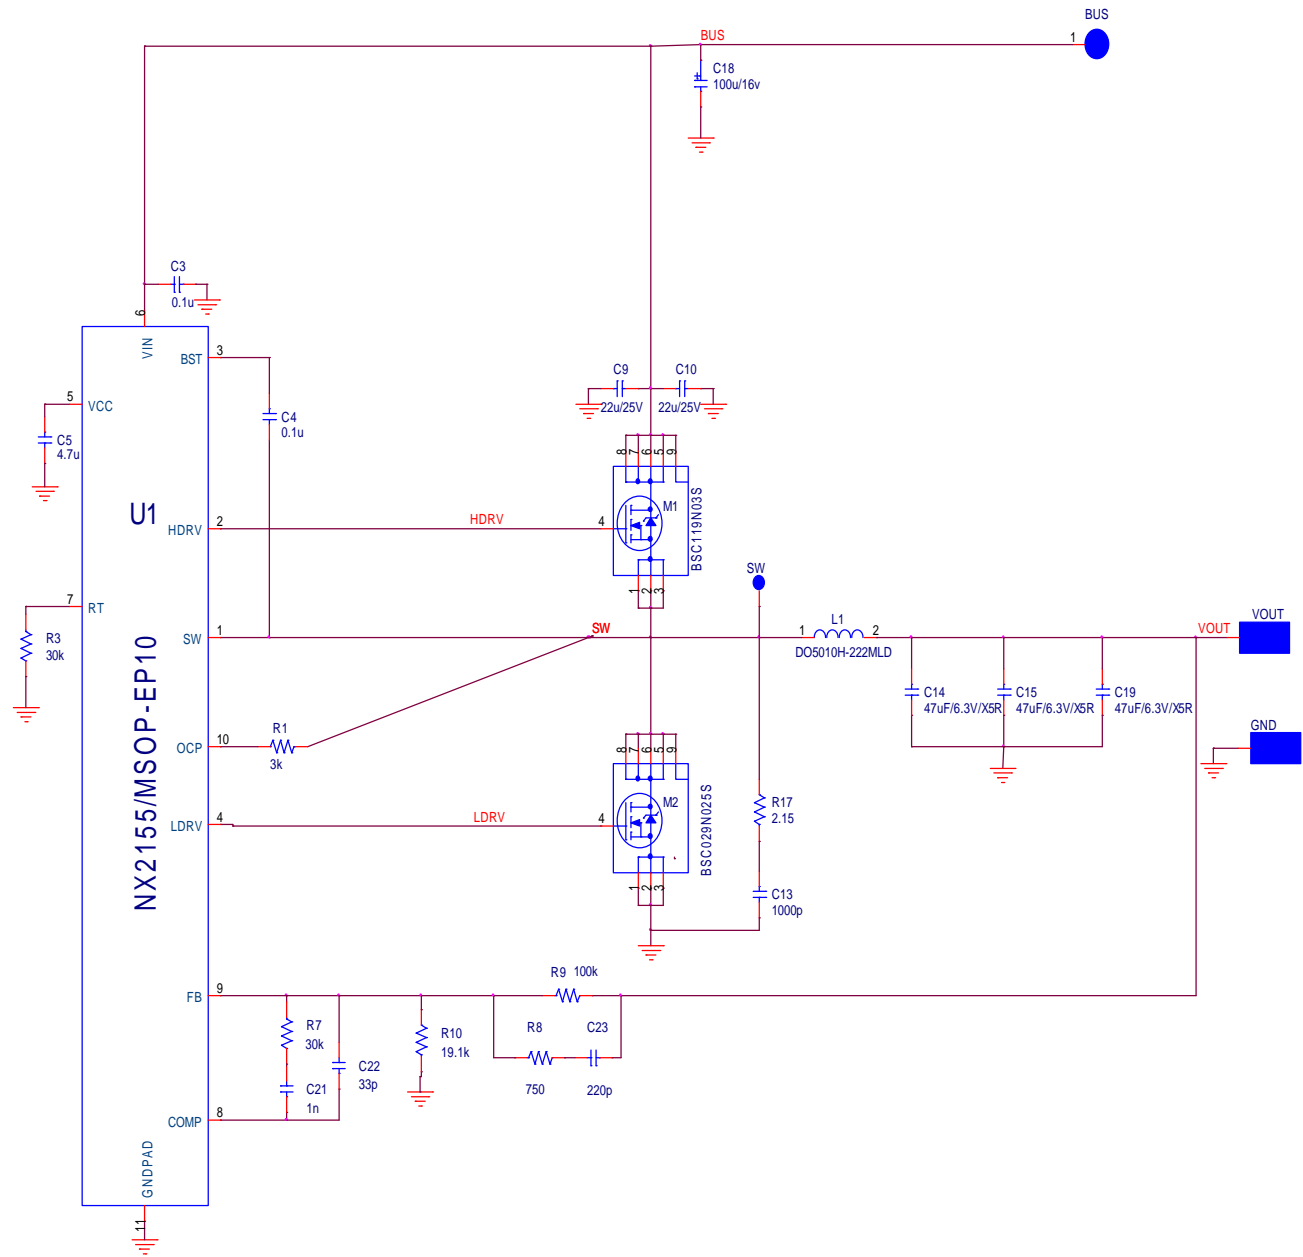 BUS
BUS
1
C18
100u/16v
C3
0.1u
6
VIN
BST
3
5
VCC
C4
0.1u
C5
4.7u
C9
C10
22u/25V
22u/25V
8
7
6
5
9
U1
HDRV
2
HDRV
4
M1
BSC119N03S
1
2
3
SW
7
RT
R3
30k
SW
1
SW
1
L1
2
DO5010H-222MLD
VOUT
VOUT
C14
47uF/6.3V/X5R
C15
47uF/6.3V/X5R
C19
47uF/6.3V/X5R
NX2155/MSOP-EP10
OCP
10
R1
3k
GND
8
7
6
5
9
LDRV
4
LDRV
4
M2
BSC029N025S
1
2
3
R17
2.15
C13
1000p
FB
9
R9
100k
R7
30k
C22
33p
R10
19.1k
R8
750
C23
220p
C21
1n
COMP
8
GNDPAD
11